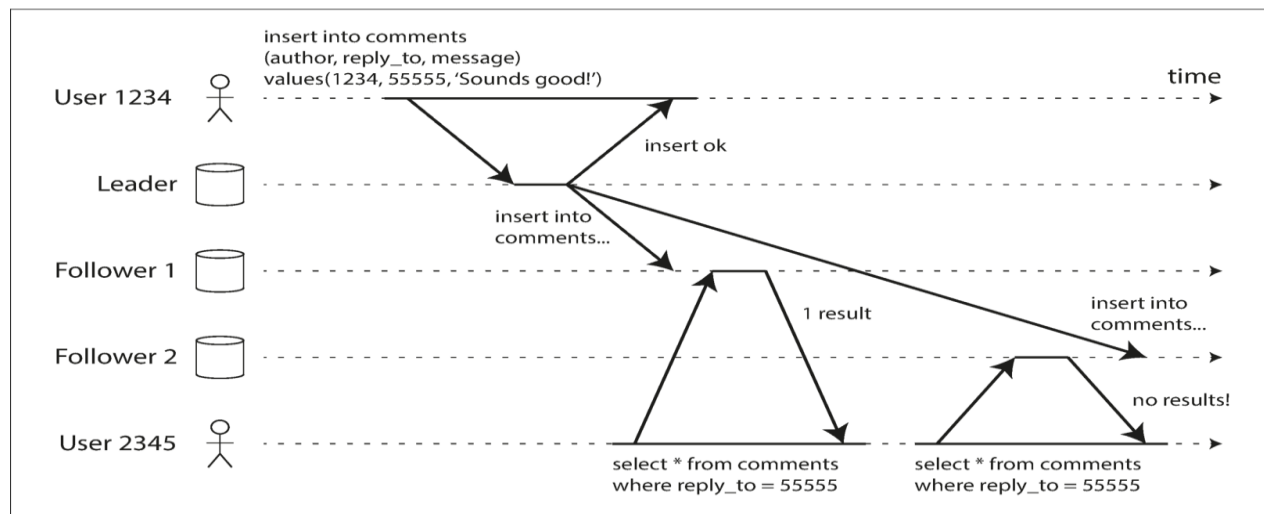 insert into comments
(author, reply_to, message)
values(1234, 55555, ‘Sounds good!’)
time
User 1234
insert ok
Leader
insert into
comments...
Follower 1
1 result
insert into
comments...
Follower 2
no results!
User 2345
select * from comments
where reply_to = 55555
select * from comments
where reply_to = 55555